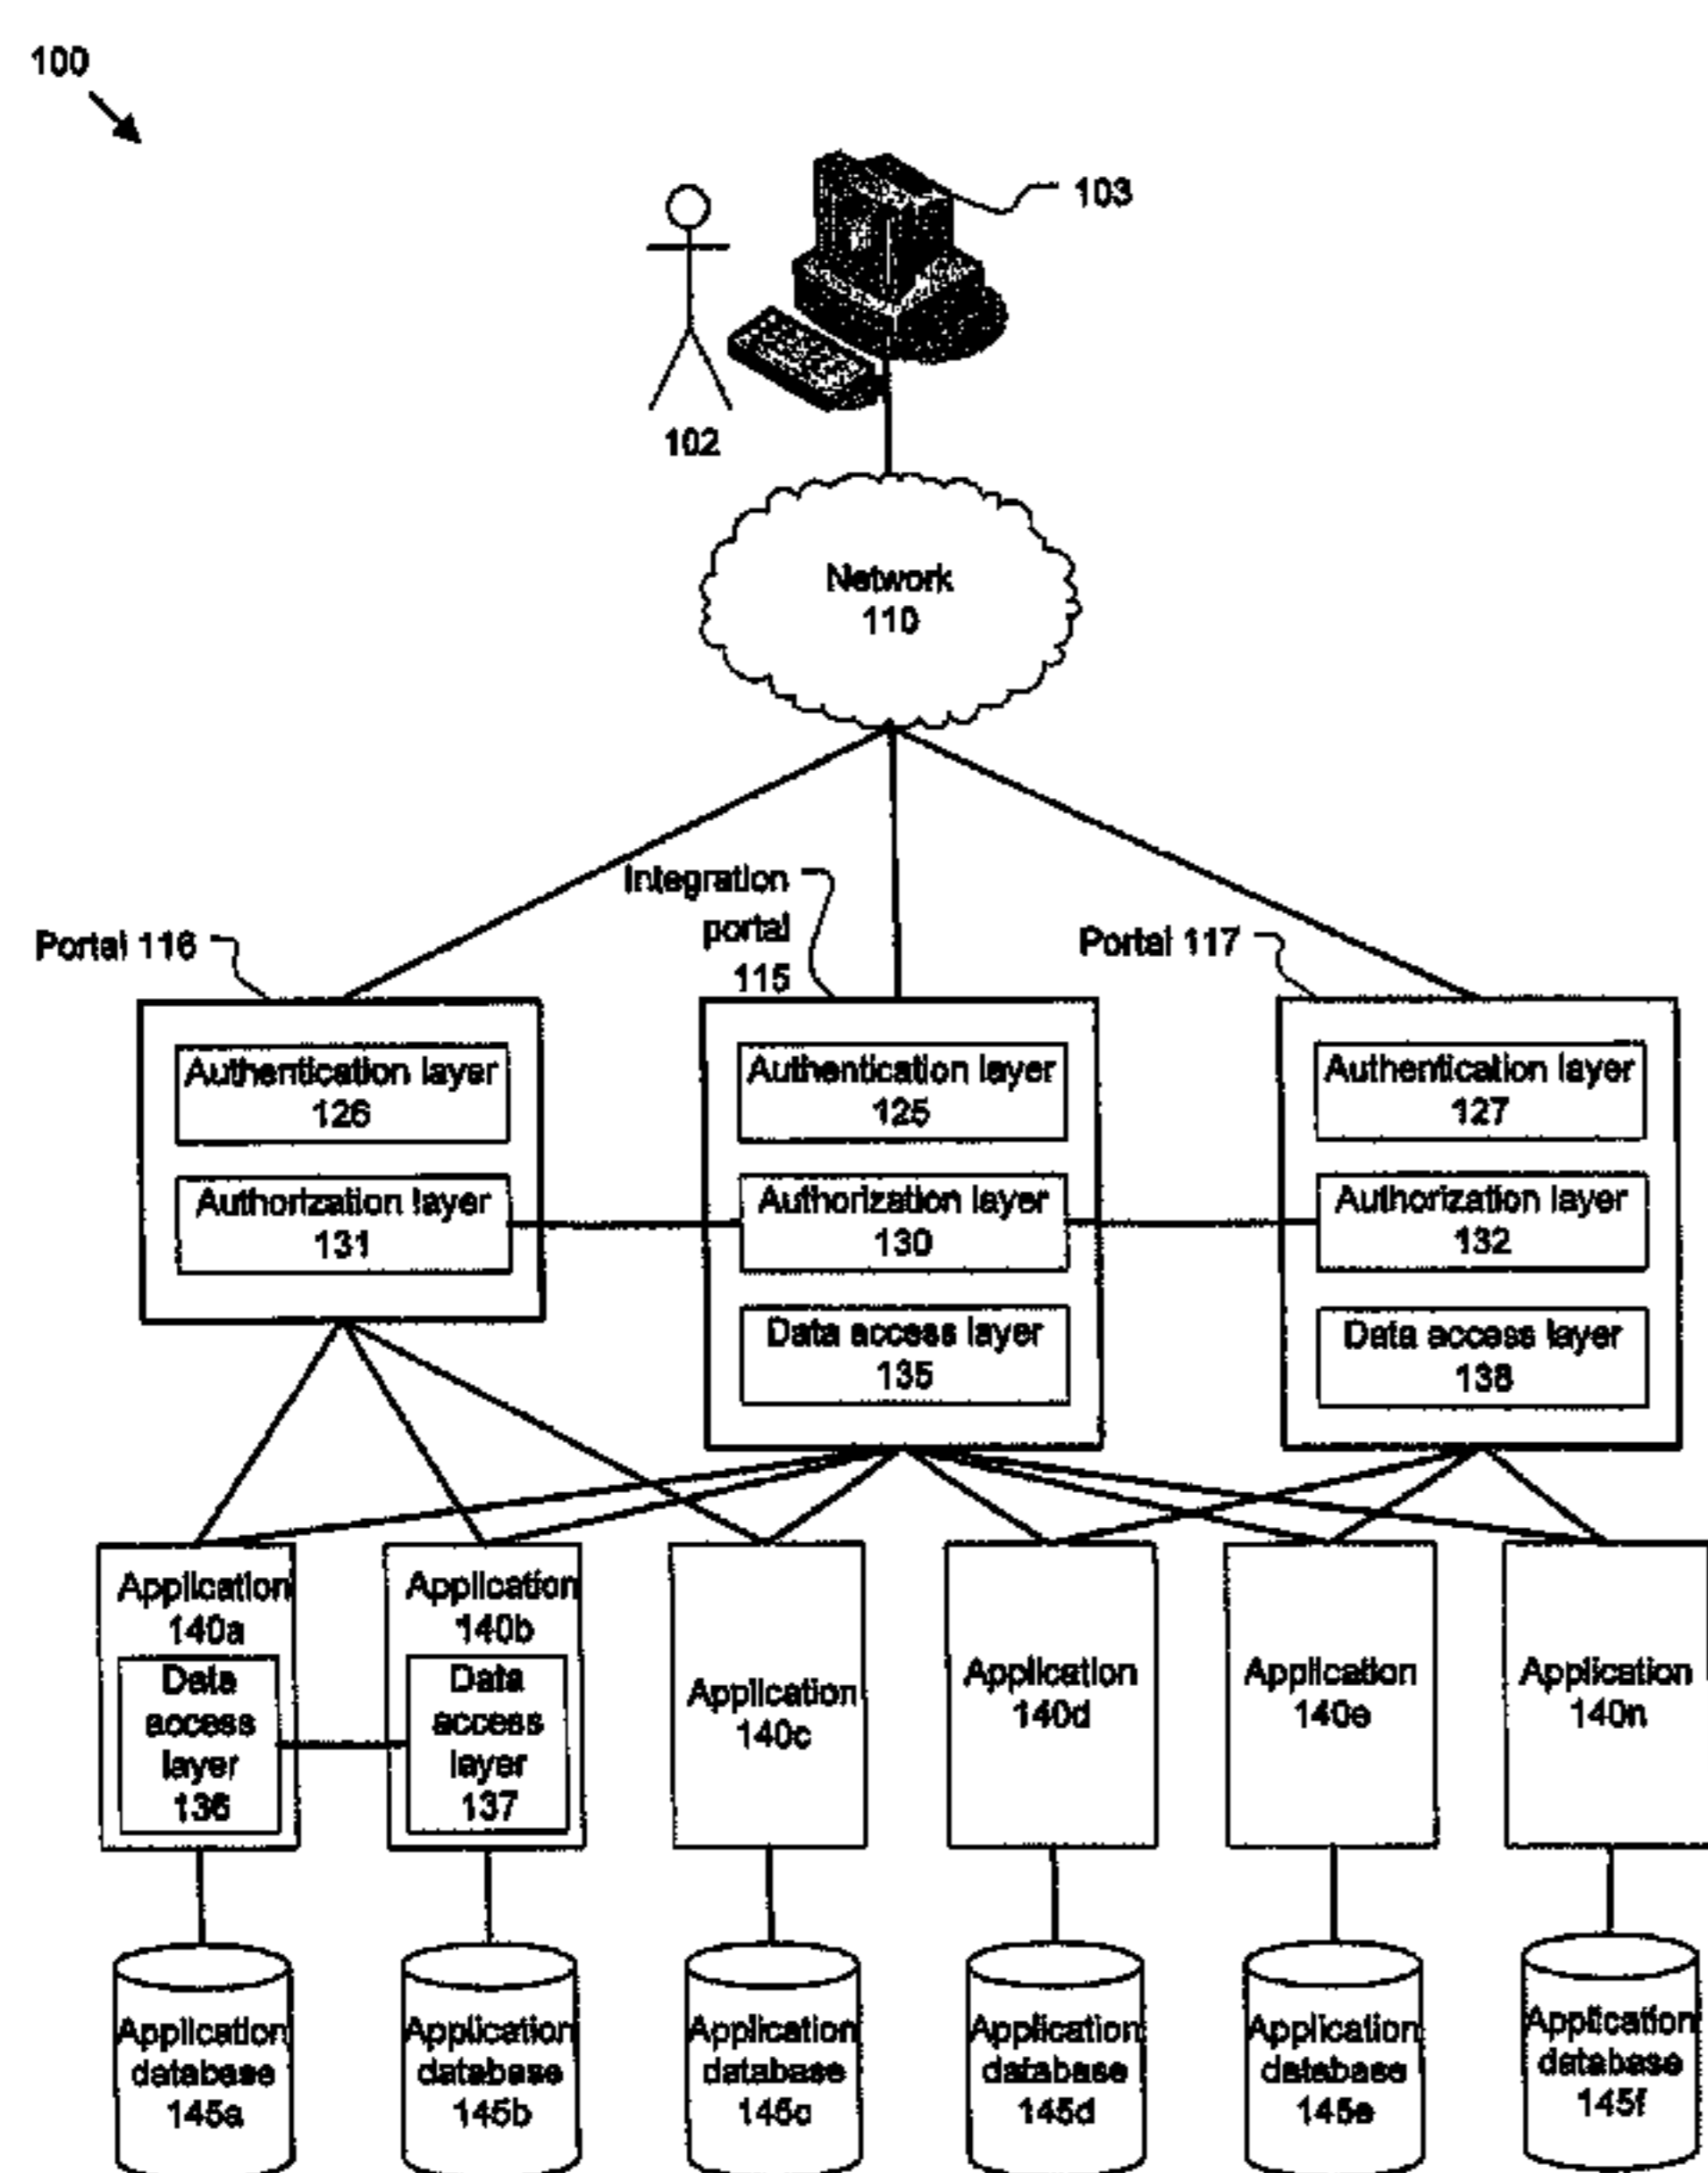 100
103
102
Network
110
Integration
portal
115
Portal 116
Portal 117
Authentication layer
126
Authorization layer
131
Authentication layer
125
Authorization layer
130
Data access layer
135
Authentication layer
127
Authorization layer
132
Data access layer
138
Application
140a
Data
access
layer
136
Application
140b
Data
access
layer
137
Application
140c
Application
140d
Application
140e
Application
140n
Application
database
145a
Application
database
145b
Application
database
145c
Application
database
145d
Application
database
145e
Application
database
145f